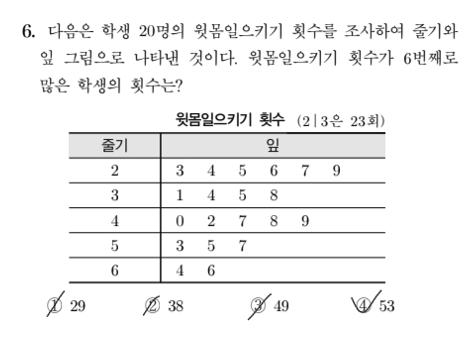 6. 다음은 학생 20명의 윗몸일으키기 횟수를 조사하여 줄기와
잎 그림으로 나타낸 것이다. 윗몸일으키기 횟수가 6번째로
많은 학생의 횟수는?
윗몸일으키기 횟수 (2|3은 23회)
줄기 잎
2 3 4 5 6 7 9
3 1 4 5 8
4 0 2 7 8 9
5 3 5 7
6 4 6
① 29 ② 38 ③ 49 ④ 53